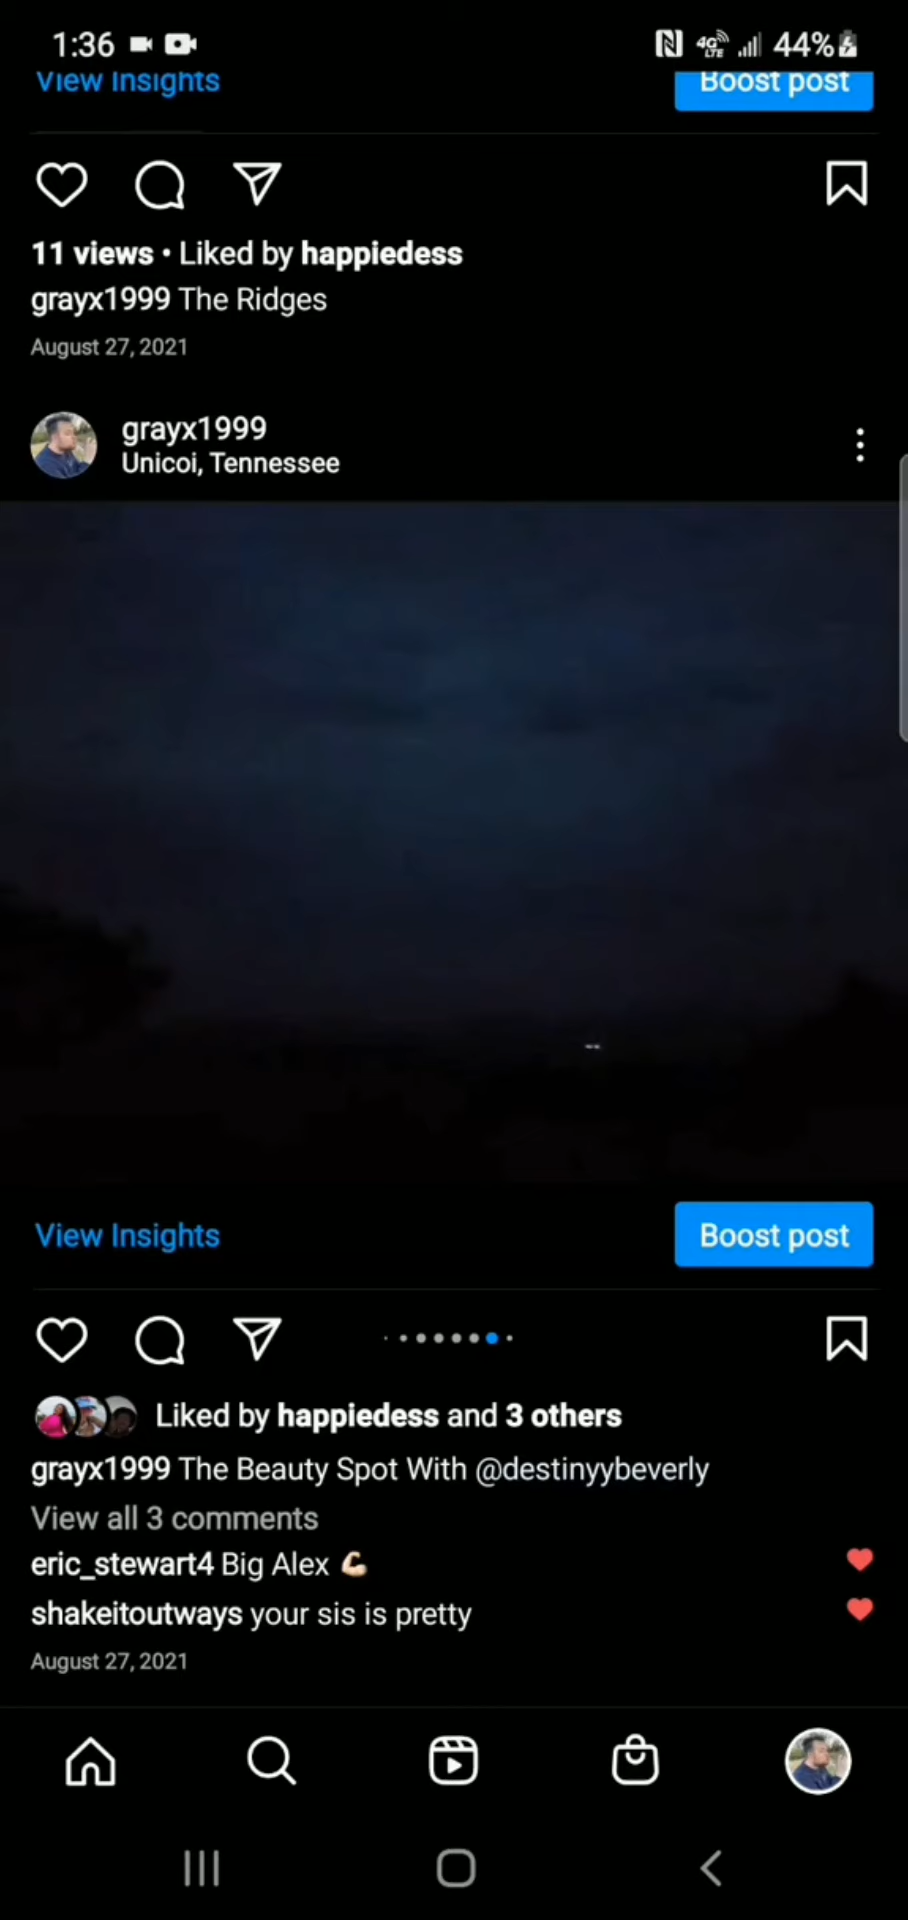 1:36 4G LTE 44%
View Insights Boost post
11 views • Liked by happiedess
grayx1999 The Ridges
August 27, 2021
grayx1999
Unicoi, Tennessee
View Insights Boost post
Liked by happiedess and 3 others
grayx1999 The Beauty Spot With @destinyybeverly
View all 3 comments
eric_stewart4 Big Alex 💪🏻
shakeitoutways your sis is pretty
August 27, 2021